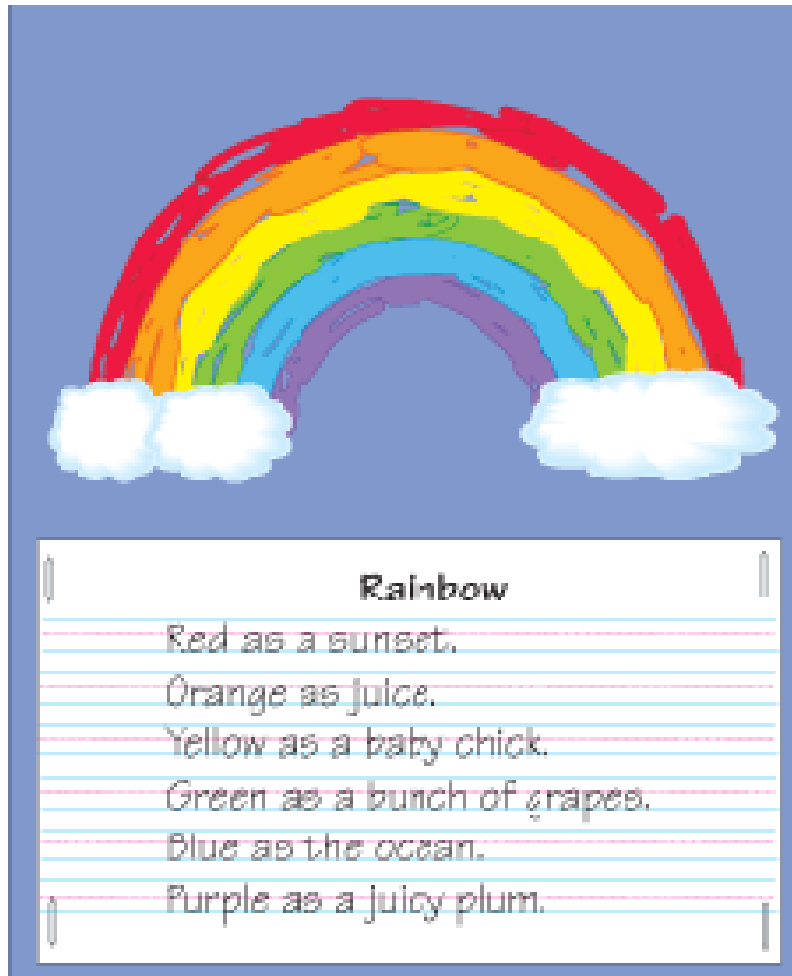 Rainbow
Red as a sunset.
Orange as juice.
Yellow as a baby chick.
Green as a bunch of grapes.
Blue as the ocean.
Purple as a juicy plum.